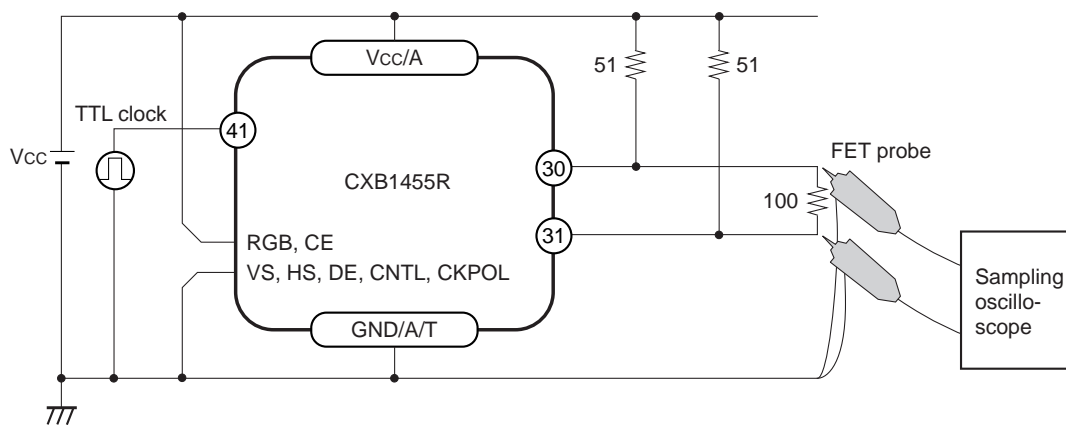 Vcc/A
51
51
TTL clock
41
Vcc
FET probe
30
CXB1455R
100
31
RGB, CE
VS, HS, DE, CNTL, CKPOL
Sampling
oscillo-
scope
GND/A/T